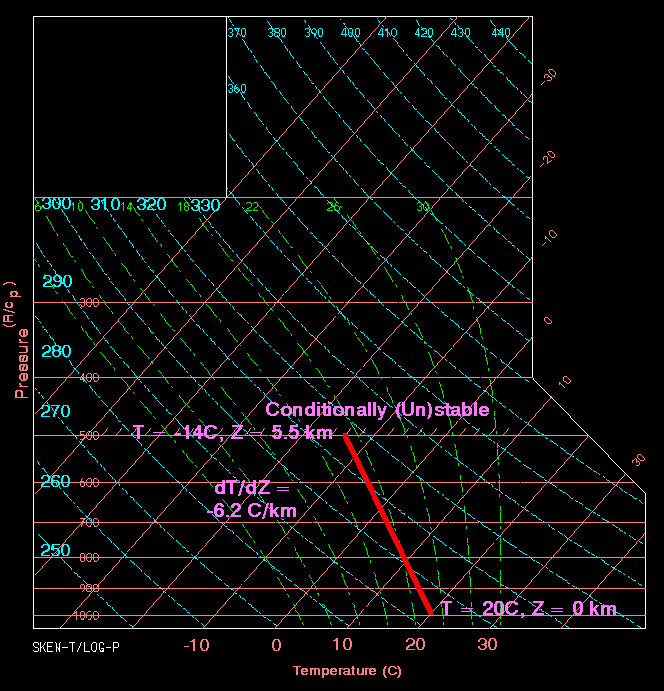 370 380 390 400 410 420 430 440
-30
360
-20
6 300 10 310 14 320 18 330 22 26 30
-10
290
Pressure (R/cp)
300
0
280
400
10
270
Conditionally (Un)stable
500 T = -14C, Z = 5.5 km
30
260
600
dT/dZ =
-6.2 C/km
700
250
800
900
1000
T = 20C, Z = 0 km
SKEW-T/LOG-P
-10 0 10 20 30
Temperature (C)